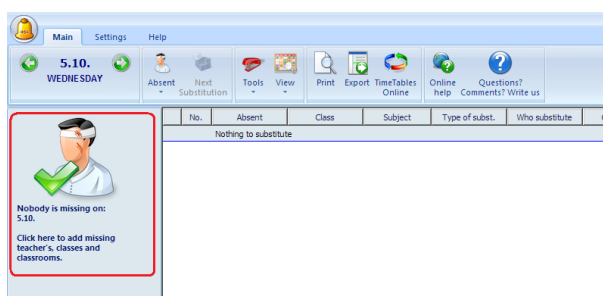 Main Settings Help
5.10.
WEDNESDAY
Absent Next Substitution Tools View Print Export TimeTables Online Online help Questions? Comments? Write us
No. Absent Class Subject Type of subst. Who substitute
Nothing to substitute
Nobody is missing on:
5.10.
Click here to add missing
teacher's, classes and
classrooms.